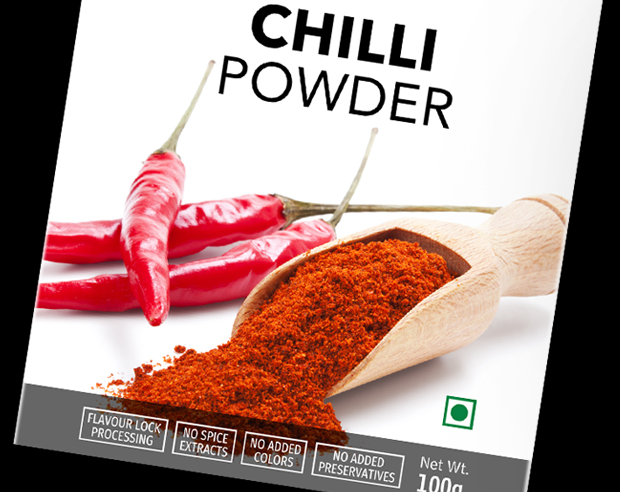 CHILLI
POWDER
FLAVOUR LOCK
PROCESSING
NO SPICE
EXTRACTS
NO ADDED
COLORS
NO ADDED
PRESERVATIVES
Net Wt.
100g